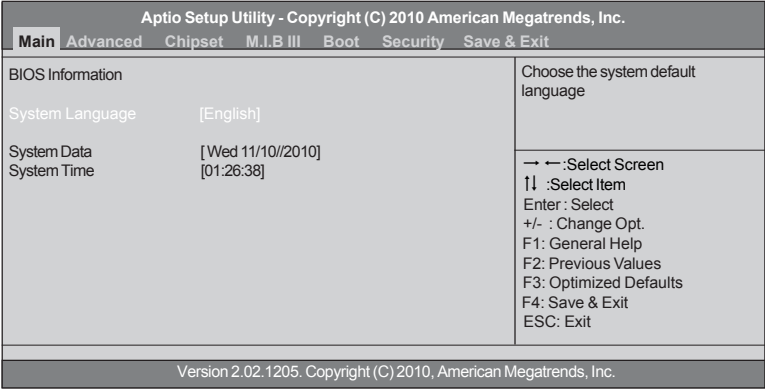 Aptio Setup Utility - Copyright (C) 2010 American Megatrends, Inc.
Main Advanced Chipset M.I.B III Boot Security Save & Exit
BIOS Information
System Language [English]
System Data [ Wed 11/10//2010]
System Time [01:26:38]
Choose the system default
language
→ ←:Select Screen
↑↓ :Select Item
Enter : Select
+/- : Change Opt.
F1: General Help
F2: Previous Values
F3: Optimized Defaults
F4: Save & Exit
ESC: Exit
Version 2.02.1205. Copyright (C) 2010, American Megatrends, Inc.